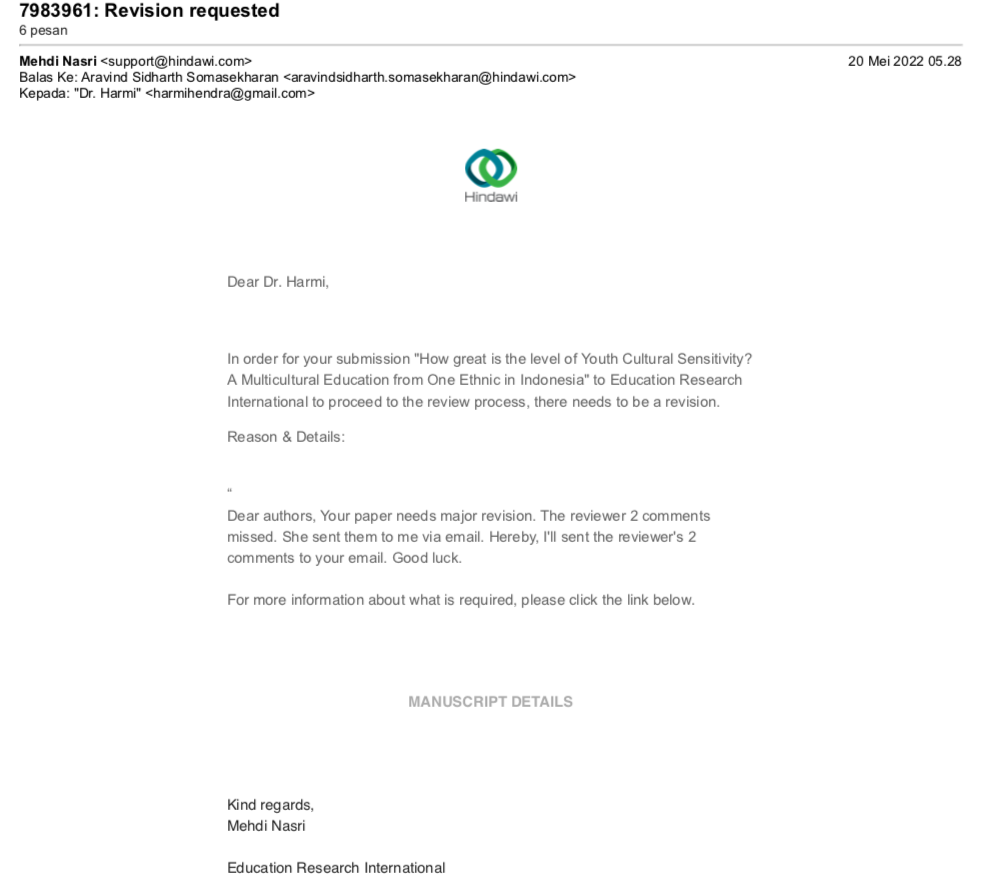 7983961: Revision requested
6 pesan
Mehdi Nasri <support@hindawi.com> 20 Mei 2022 05.28
Balas Ke: Aravind Sidharth Somasekharan <aravindsidharth.somasekharan@hindawi.com>
Kepada: "Dr. Harmi" <harmihendra@gmail.com>
Hindawi
Dear Dr. Harmi,
In order for your submission "How great is the level of Youth Cultural Sensitivity?
A Multicultural Education from One Ethnic in Indonesia" to Education Research
International to proceed to the review process, there needs to be a revision.
Reason & Details:
“
Dear authors, Your paper needs major revision. The reviewer 2 comments
missed. She sent them to me via email. Hereby, I'll sent the reviewer's 2
comments to your email. Good luck.
For more information about what is required, please click the link below.
MANUSCRIPT DETAILS
Kind regards,
Mehdi Nasri
Education Research International